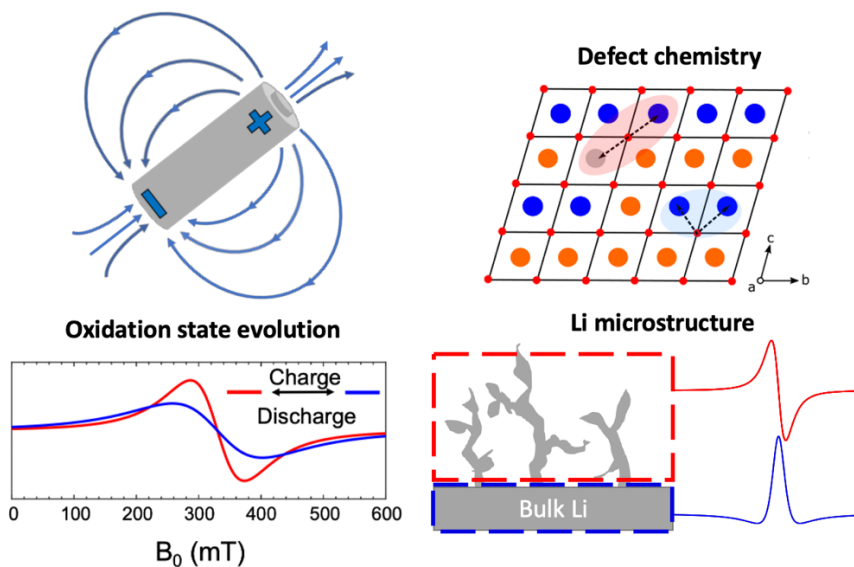 +
−
Defect chemistry
c
a
b
Oxidation state evolution
Charge
Discharge
0
100
200
300
400
500
600
B₀ (mT)
Li microstructure
Bulk Li